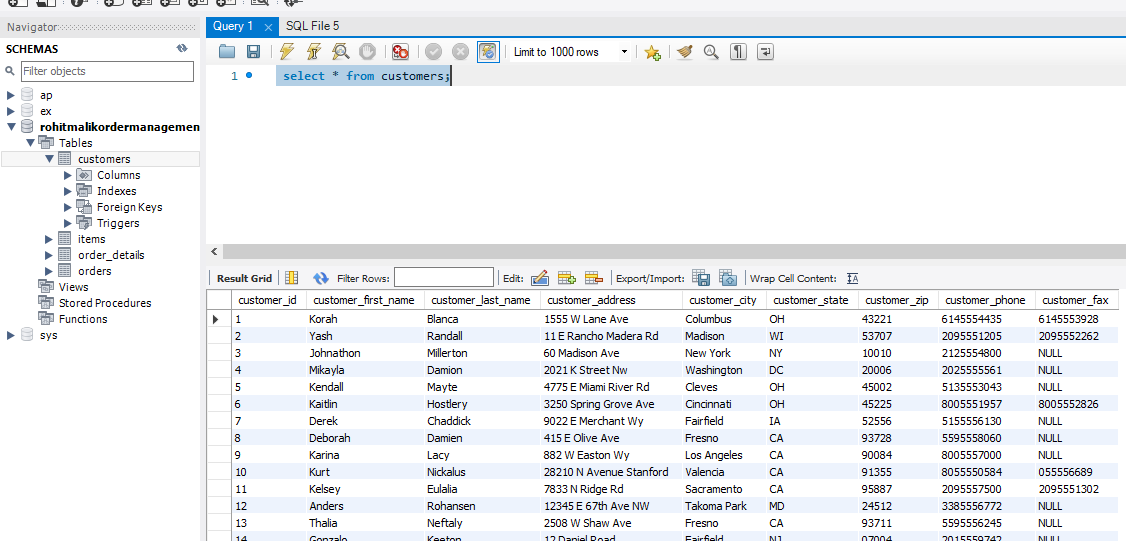 Navigator
Query 1 SQL File 5
SCHEMAS
Filter objects
Limit to 1000 rows
1 select * from customers;
ap
ex
rohitmalikordermanagemen
Tables
customers
Columns
Indexes
Foreign Keys
Triggers
items
order_details
orders
Views
Stored Procedures
Functions
sys
Result Grid Filter Rows: Edit: Export/Import: Wrap Cell Content: IA
customer_id customer_first_name customer_last_name customer_address customer_city customer_state customer_zip customer_phone customer_fax
1 Korah Blanca 1555 W Lane Ave Columbus OH 43221 6145554435 6145553928
2 Yash Randall 11 E Rancho Madera Rd Madison WI 53707 2095551205 2095552262
3 Johnathon Millerton 60 Madison Ave New York NY 10010 2125554800 NULL
4 Mikayla Damion 2021 K Street Nw Washington DC 20006 2025555561 NULL
5 Kendall Mayte 4775 E Miami River Rd Cleves OH 45002 5135553043 NULL
6 Kaitlin Hostlery 3250 Spring Grove Ave Cincinnati OH 45225 8005551957 8005552826
7 Derek Chaddick 9022 E Merchant Wy Fairfield IA 52556 5155556130 NULL
8 Deborah Damien 415 E Olive Ave Fresno CA 93728 5595558060 NULL
9 Karina Lacy 882 W Easton Wy Los Angeles CA 90084 8005557000 NULL
10 Kurt Nickalus 28210 N Avenue Stanford Valencia CA 91355 8055550584 055556689
11 Kelsey Eulalia 7833 N Ridge Rd Sacramento CA 95887 2095557500 2095551302
12 Anders Rohansen 12345 E 67th Ave NW Takoma Park MD 24512 3385556772 NULL
13 Thalia Neftaly 2508 W Shaw Ave Fresno CA 93711 5595556245 NULL
14 Gonzalo Keeton 12 Daniel Road Fairfield NJ 07004 2015559742 NULL